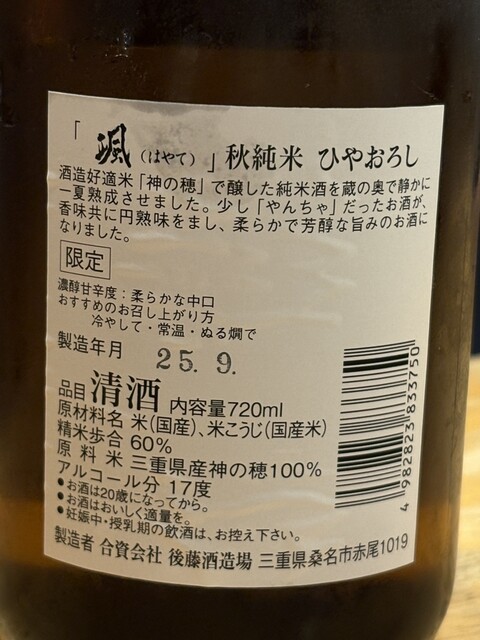 「颯(はやて)」秋純米 ひやおろし
酒造好適米「神の穂」で醸した純米酒を蔵の奥で静かに
一夏熟成させました。少し「やんちゃ」だったお酒が、
香味共に円熟味をまし、柔らかで芳醇な旨みのお酒に
なりました。
限定
濃醇甘辛度:柔らかな中口
おすすめのお召し上がり方
冷やして・常温・ぬる燗で
製造年月 25.9.
品目 清酒 内容量720ml
原材料名 米(国産)、米こうじ(国産米)
精米歩合 60%
原料米 三重県産神の穂100%
アルコール分 17度
●お酒は20歳になってから。
●お酒はおいしく適量を。
●妊娠中・授乳期の飲酒は、お控え下さい。
製造者 合資会社 後藤酒造場 三重県桑名市赤尾1019
4982823833750